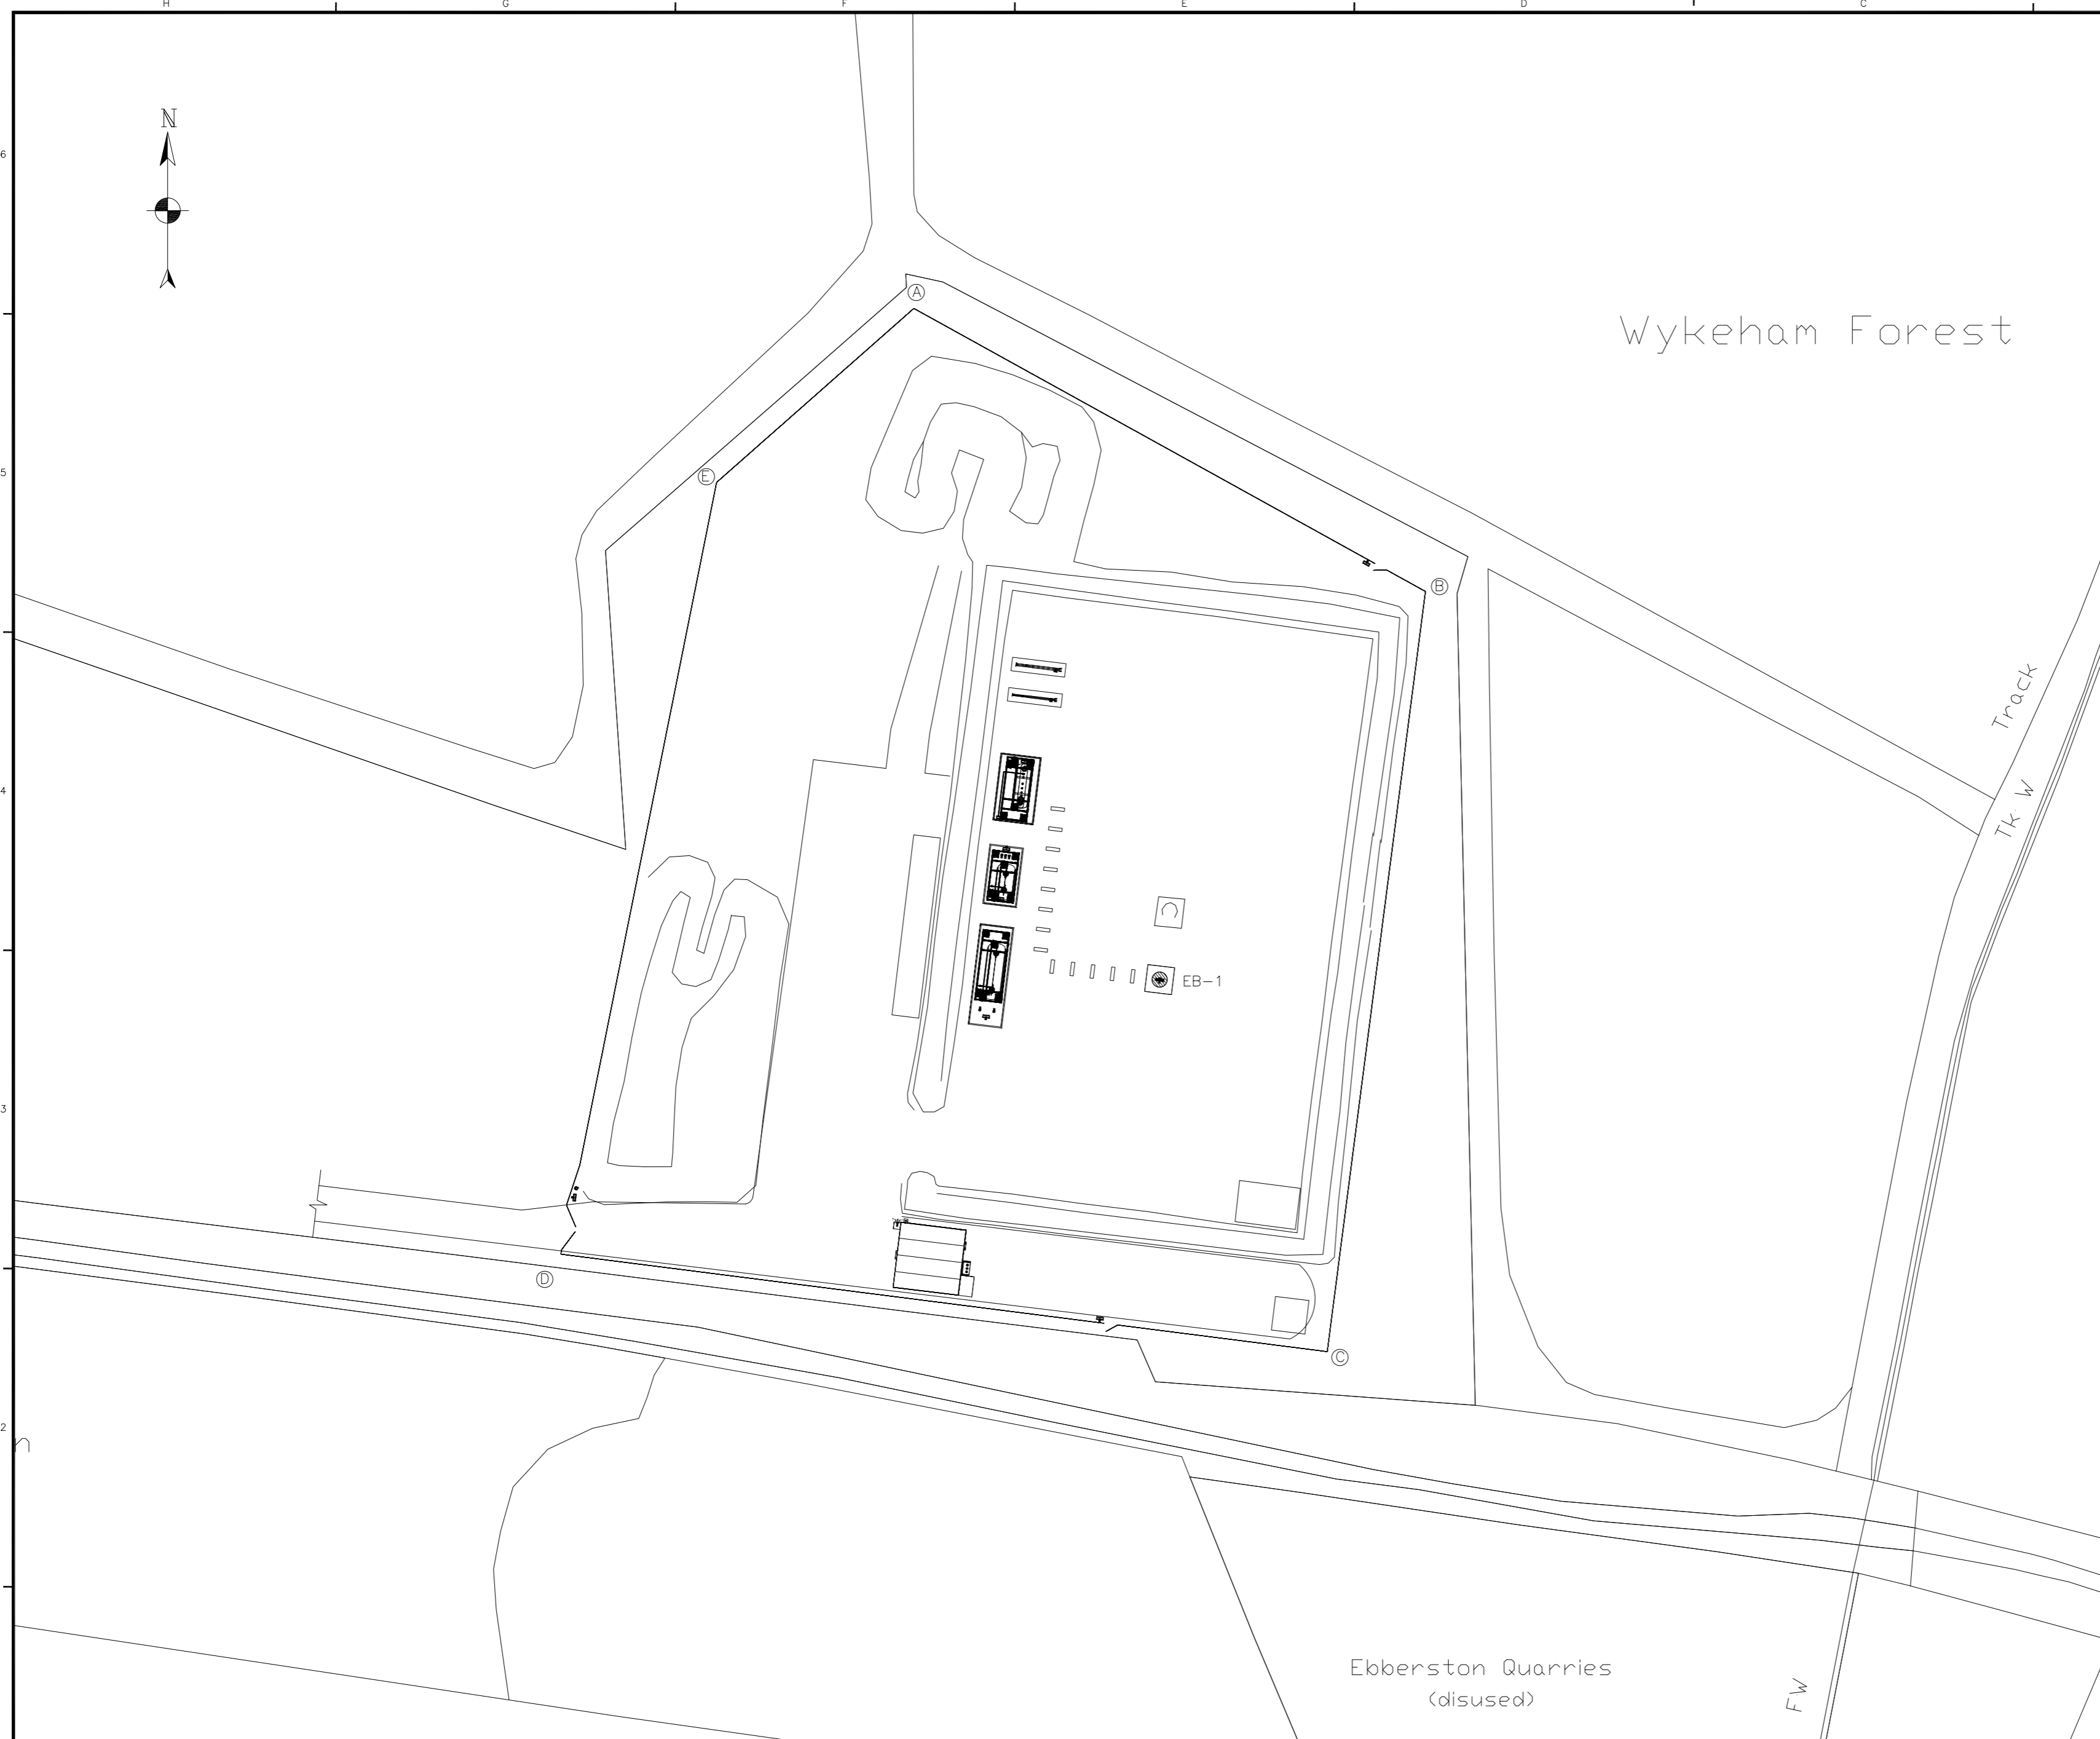 H G F E D C
N
6
A
Wykeham Forest
5
E
B
Track
4
Tk W
EB-1
3
D
C
2
n
Ebberston Quarries
(disused)
FW